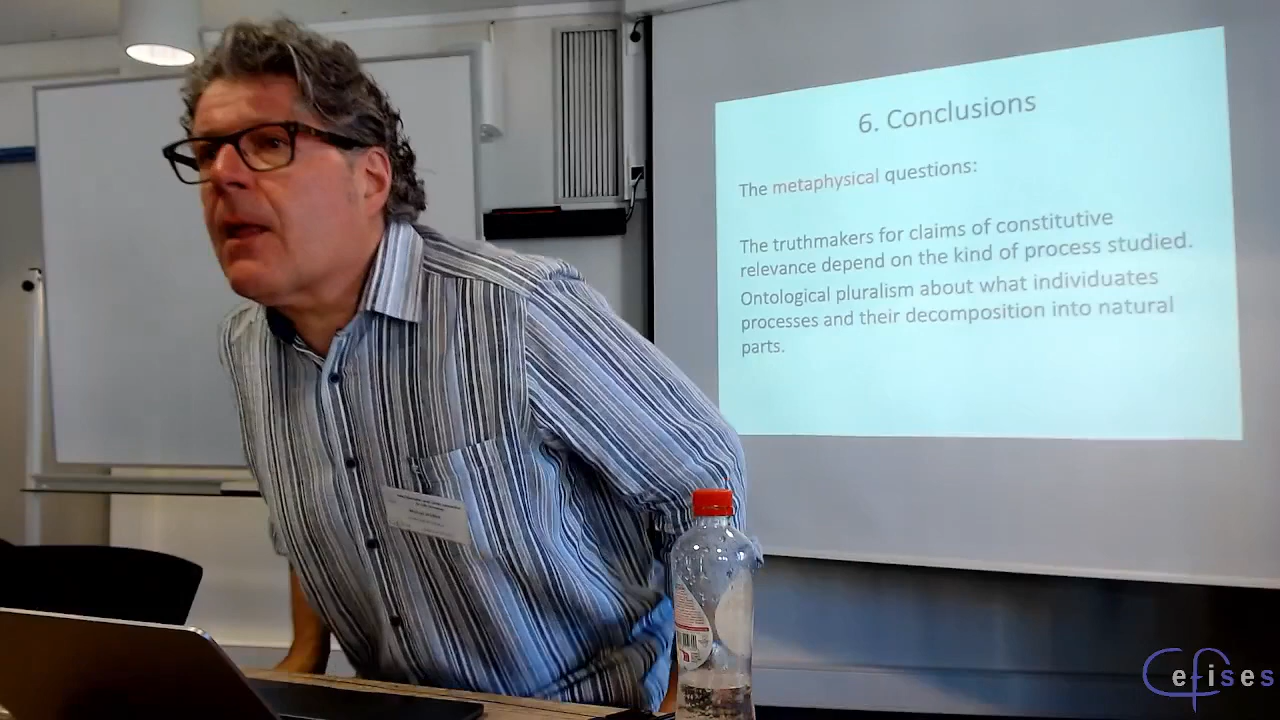 6. Conclusions
The metaphysical questions:
The truthmakers for claims of constitutive
relevance depend on the kind of process studied.
Ontological pluralism about what individuates
processes and their decomposition into natural
parts.
Cefises